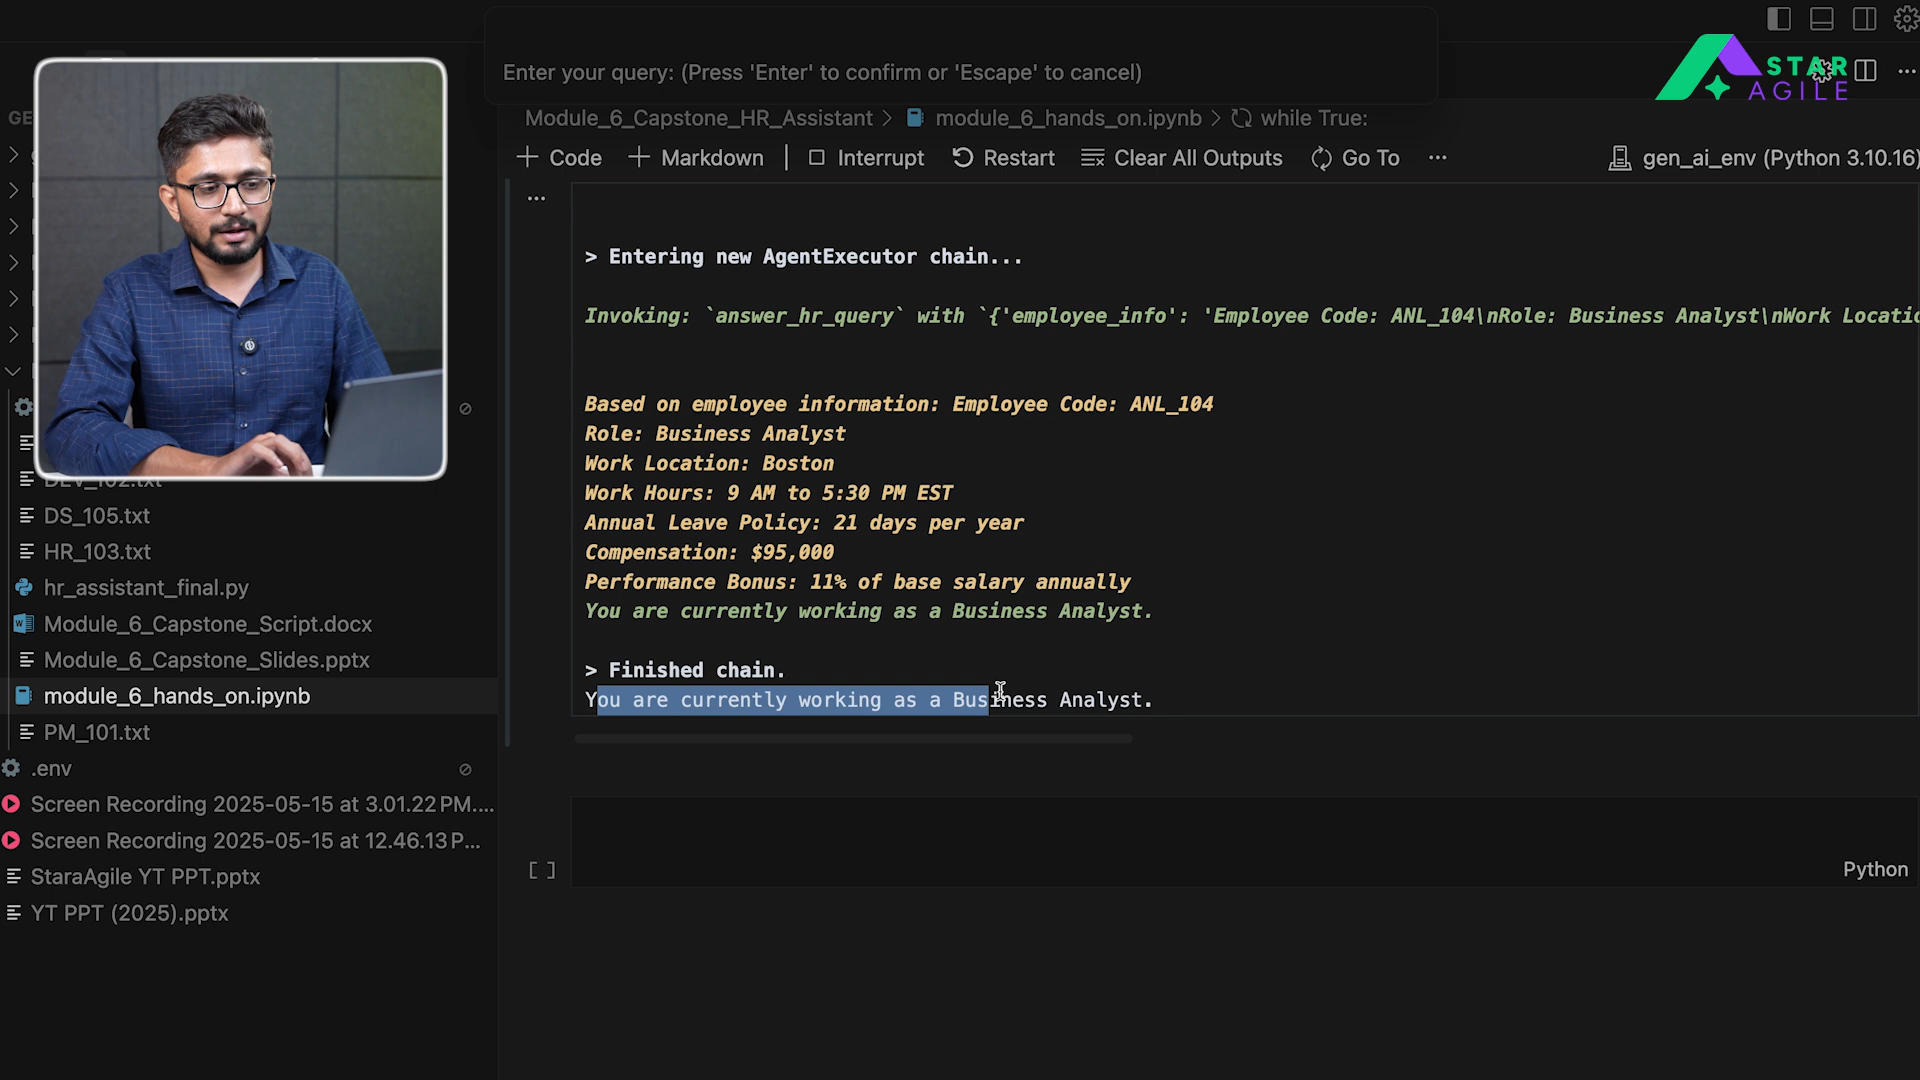 Enter your query: (Press 'Enter' to confirm or 'Escape' to cancel)
STAR
AGILE
GE
Module_6_Capstone_HR_Assistant > module_6_hands_on.ipynb > while True:
+ Code + Markdown | Interrupt Restart Clear All Outputs Go To ...
gen_ai_env (Python 3.10.16)
...
> Entering new AgentExecutor chain...
Invoking: `answer_hr_query` with `{'employee_info': 'Employee Code: ANL_104\nRole: Business Analyst\nWork Locatio
Based on employee information: Employee Code: ANL_104
Role: Business Analyst
Work Location: Boston
Work Hours: 9 AM to 5:30 PM EST
Annual Leave Policy: 21 days per year
Compensation: $95,000
Performance Bonus: 11% of base salary annually
You are currently working as a Business Analyst.
> Finished chain.
You are currently working as a Business Analyst.
[ ]
Python
DEV_102.txt
DS_105.txt
HR_103.txt
hr_assistant_final.py
Module_6_Capstone_Script.docx
Module_6_Capstone_Slides.pptx
module_6_hands_on.ipynb
PM_101.txt
.env
Screen Recording 2025-05-15 at 3.01.22 PM....
Screen Recording 2025-05-15 at 12.46.13 P...
StaraAgile YT PPT.pptx
YT PPT (2025).pptx